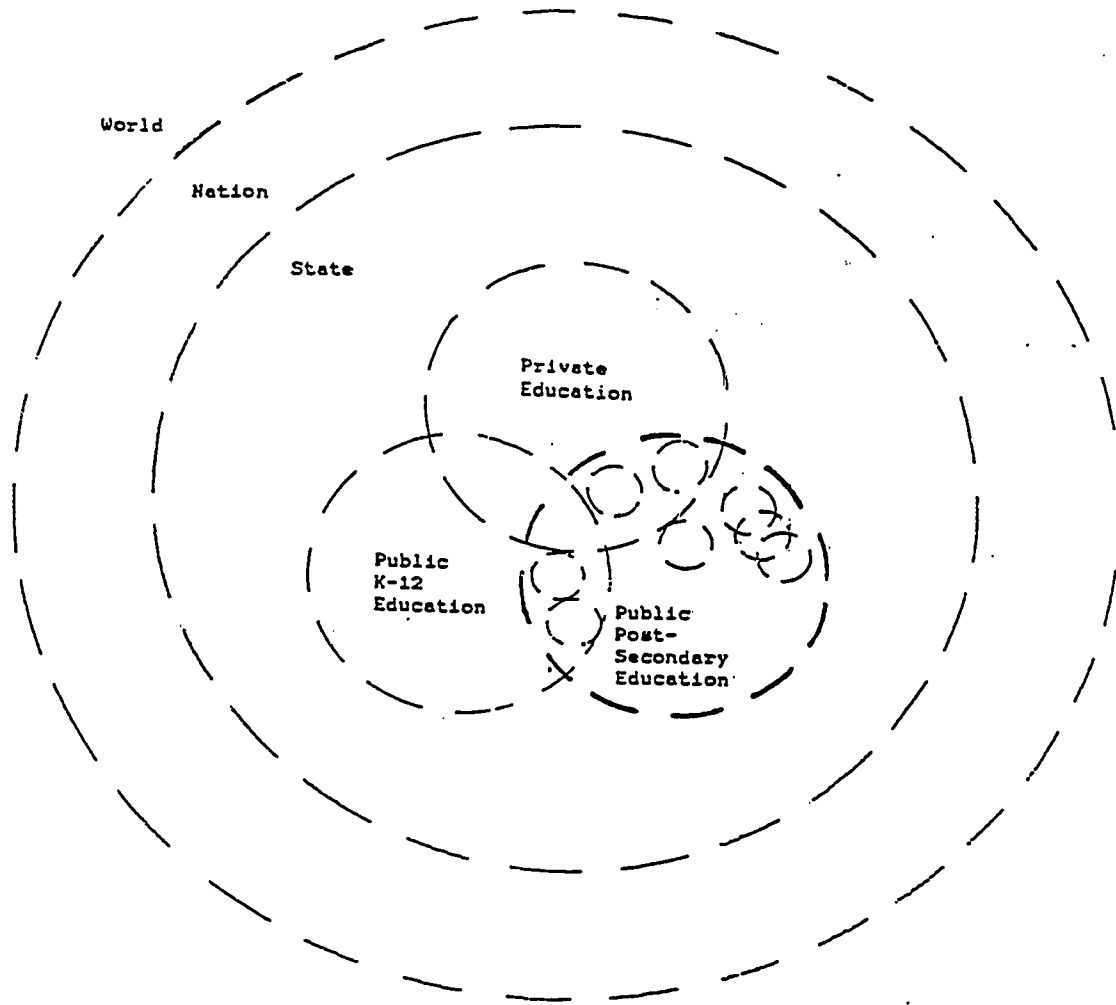 World
Nation
State
Private
Education
Public
K-12
Education
Public
Post-
Secondary
Education